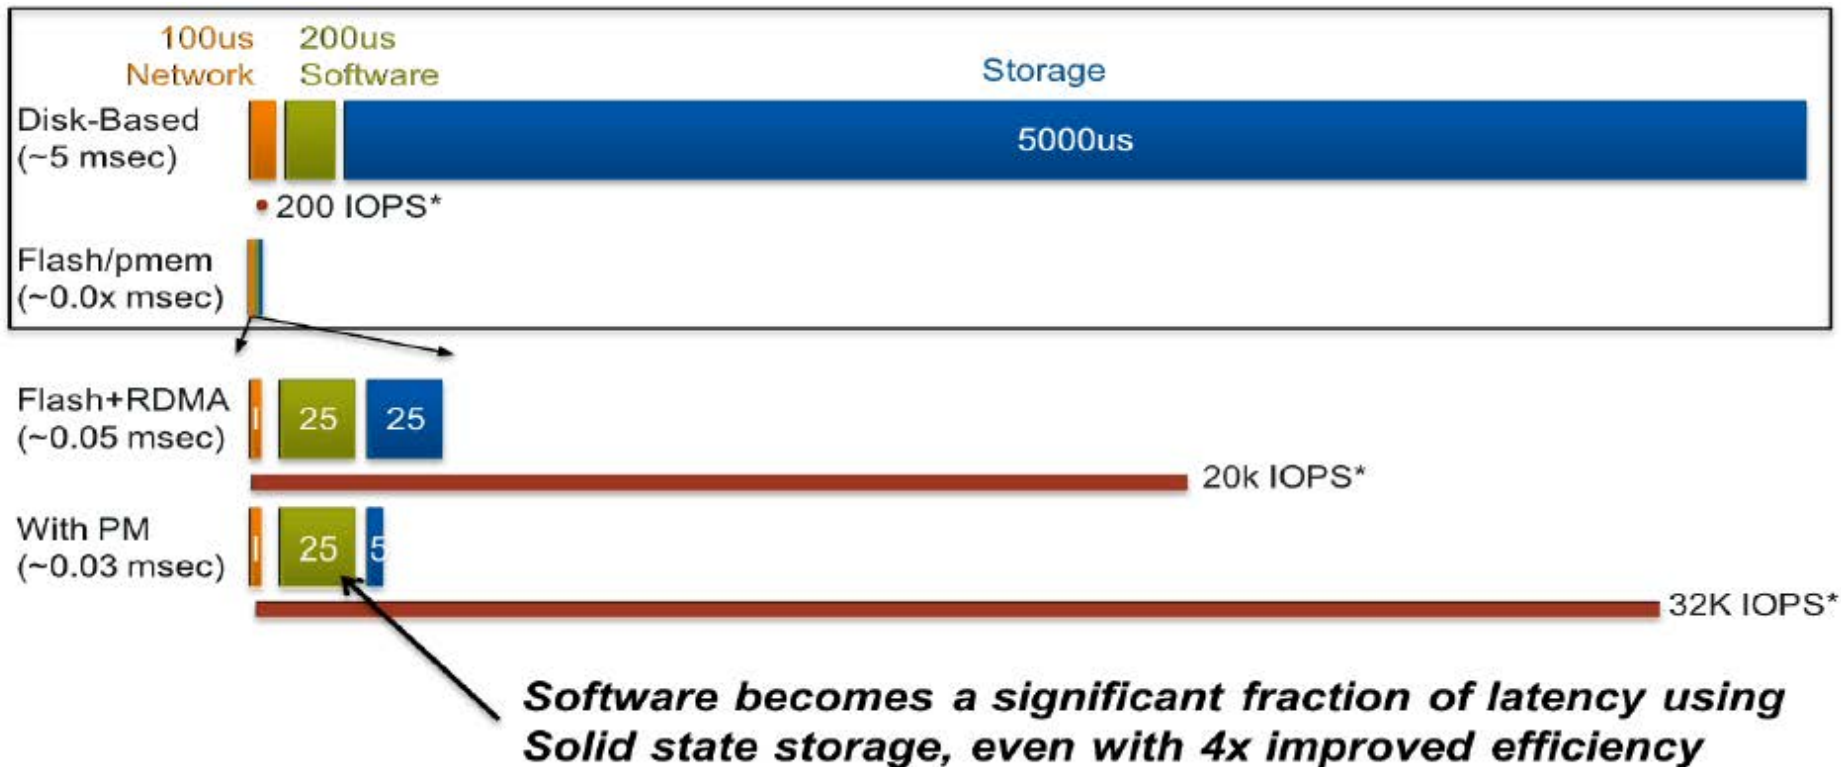 100us
Network
200us
Software
Storage
Disk-Based
(~5 msec)
5000us
200 IOPS*
Flash/pmem
(~0.0x msec)
Flash+RDMA
(~0.05 msec)
25
25
20k IOPS*
With PM
(~0.03 msec)
25
5
32K IOPS*
Software becomes a significant fraction of latency using
Solid state storage, even with 4x improved efficiency